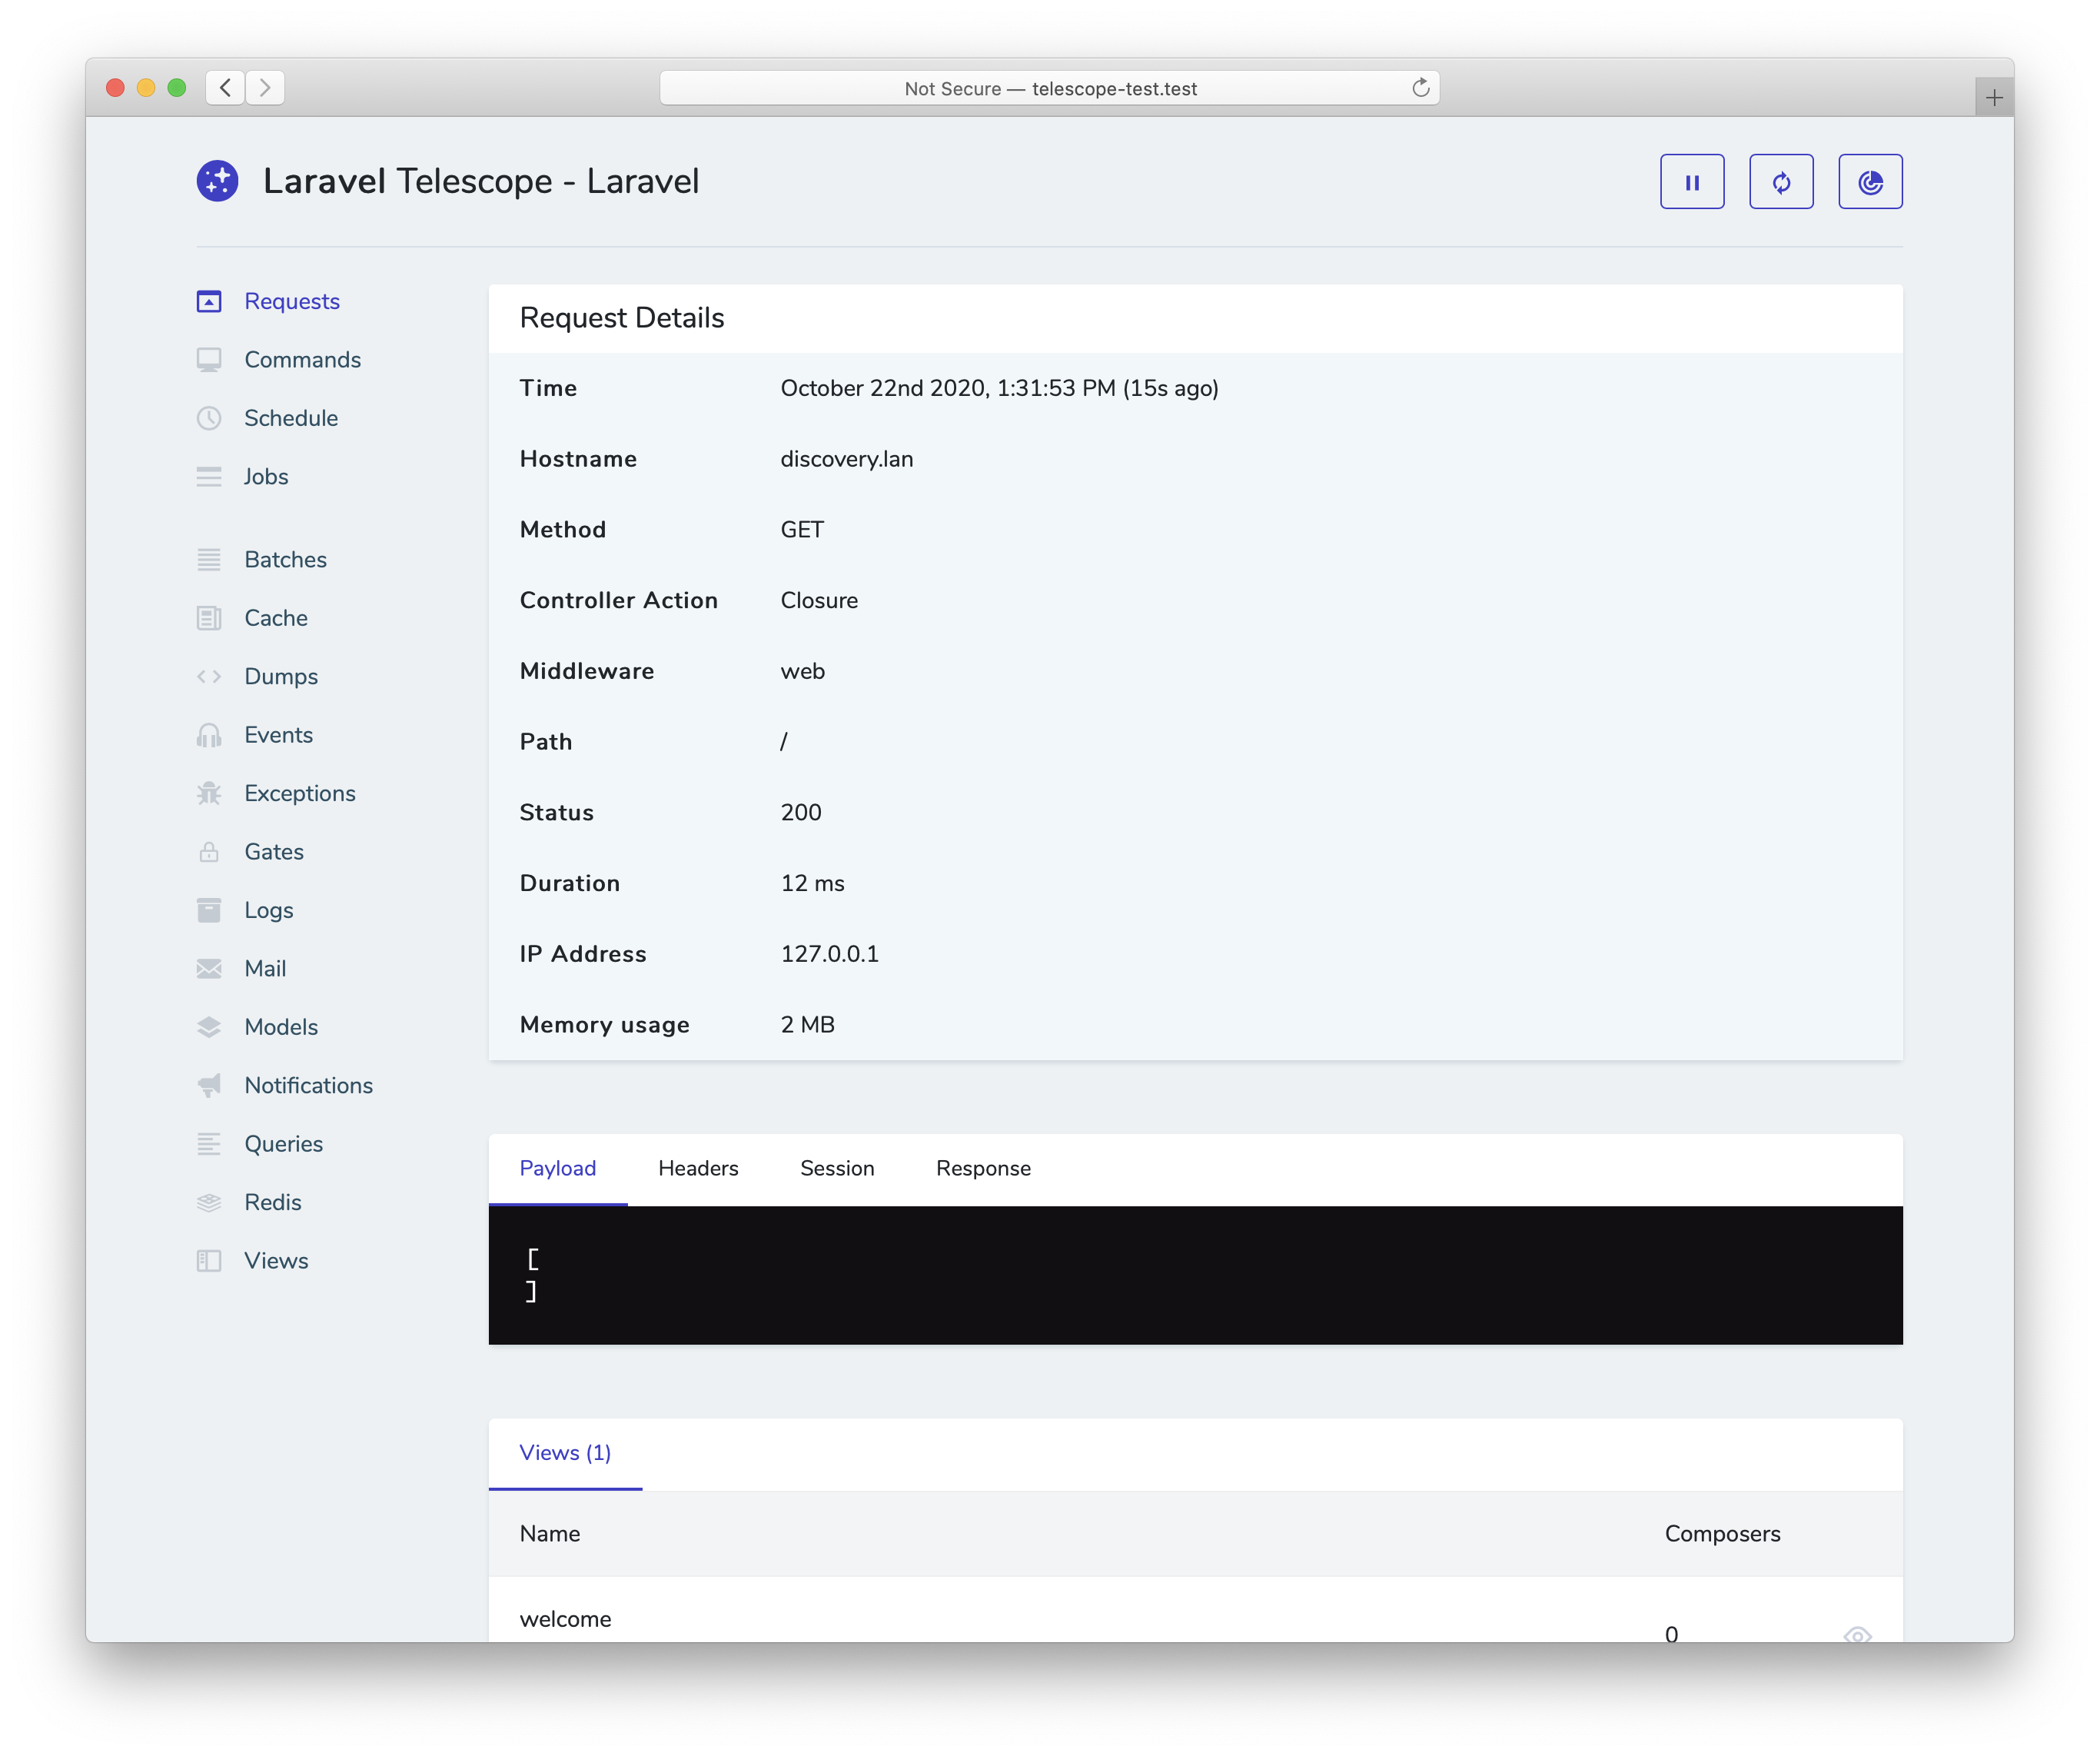 Not Secure — telescope-test.test
Laravel Telescope - Laravel
Requests
Commands
Schedule
Jobs
Batches
Cache
Dumps
Events
Exceptions
Gates
Logs
Mail
Models
Notifications
Queries
Redis
Views
Request Details
Time October 22nd 2020, 1:31:53 PM (15s ago)
Hostname discovery.lan
Method GET
Controller Action Closure
Middleware web
Path /
Status 200
Duration 12 ms
IP Address 127.0.0.1
Memory usage 2 MB
Payload Headers Session Response
[
]
Views (1)
Name Composers
welcome 0